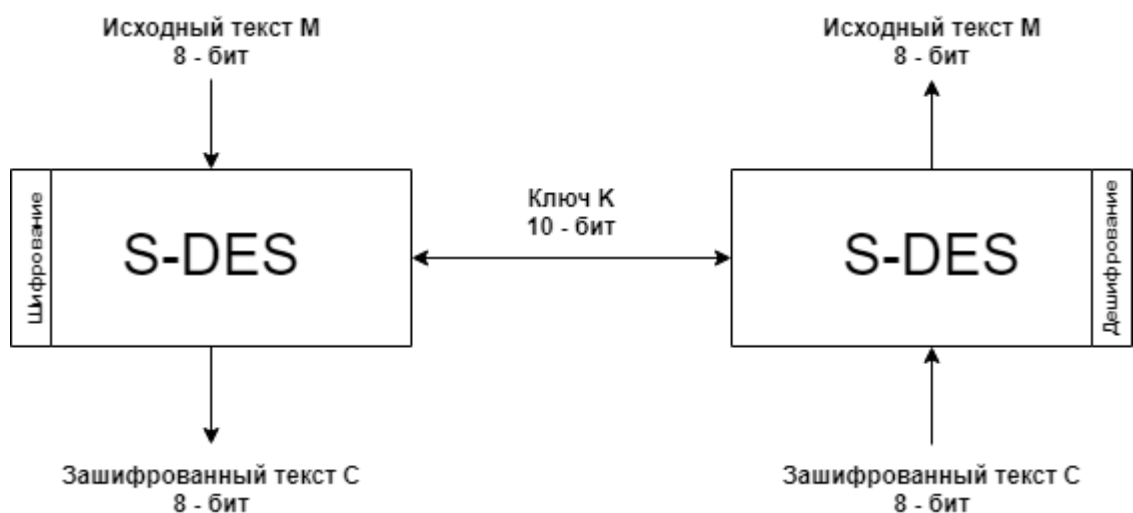 Исходный текст M
8 - бит
Исходный текст M
8 - бит
Шифрование
S-DES
Ключ K
10 - бит
S-DES
Дешифрование
Зашифрованный текст C
8 - бит
Зашифрованный текст C
8 - бит